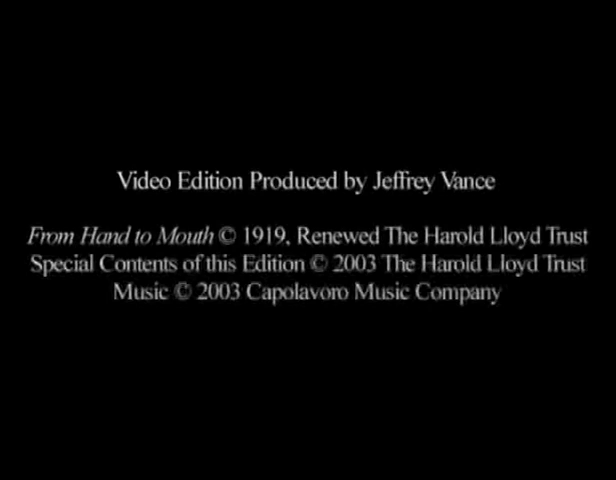 Video Edition Produced by Jeffrey Vance
From Hand to Mouth © 1919, Renewed The Harold Lloyd Trust
Special Contents of this Edition © 2003 The Harold Lloyd Trust
Music © 2003 Capolavoro Music Company